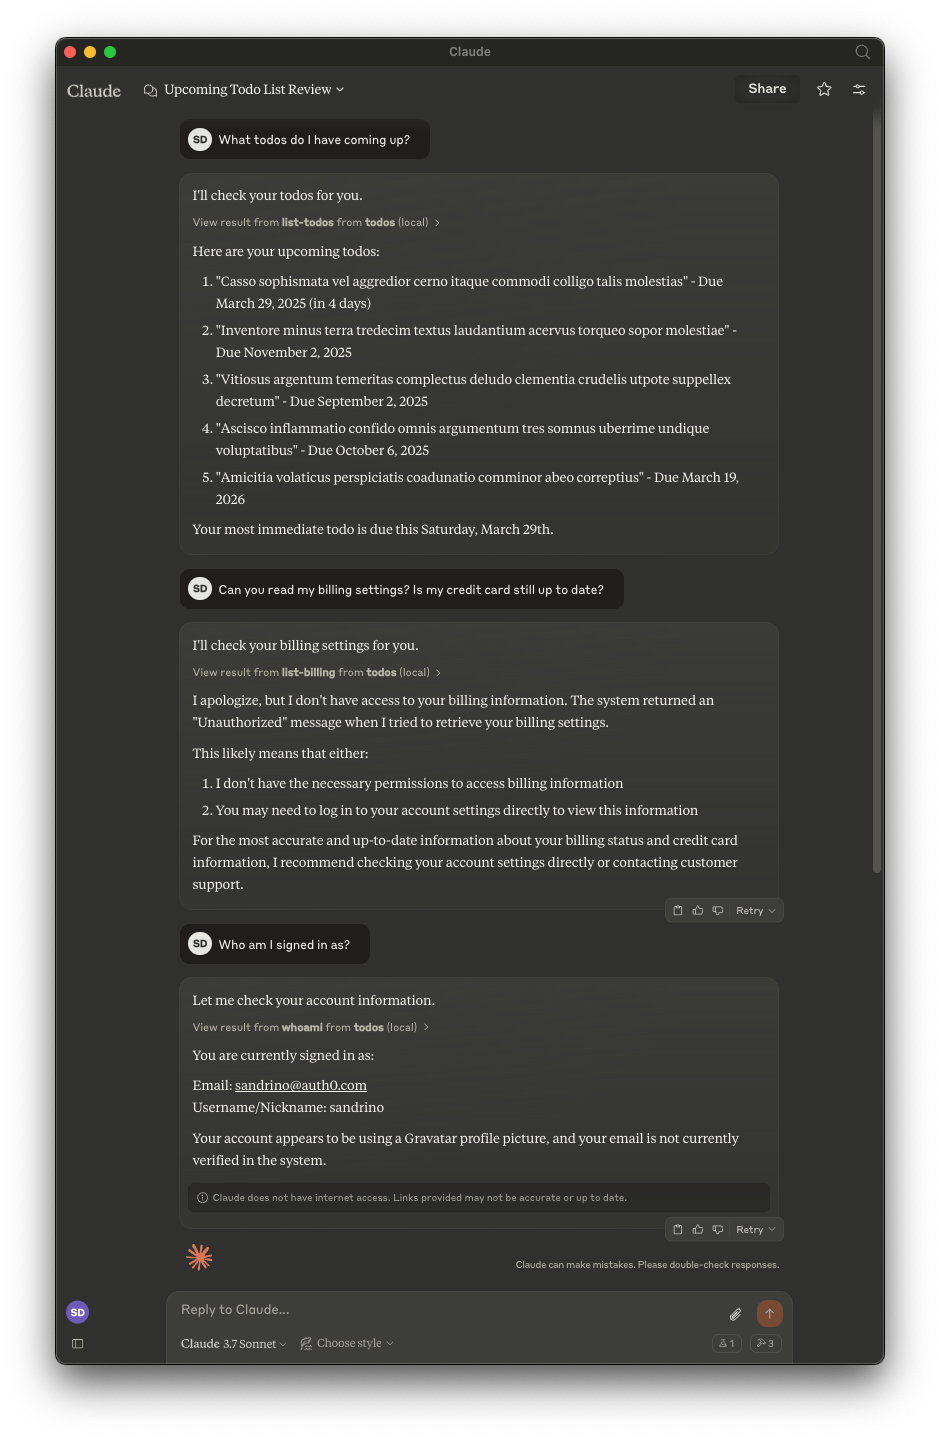 Claude
Claude
Upcoming Todo List Review
Share
SD
What todos do I have coming up?
I'll check your todos for you.
View result from list-todos from todos (local)
Here are your upcoming todos:
1. "Casso sophismata vel aggredior cerno itaque commodi colligo talis molestias" - Due
March 29, 2025 (in 4 days)
2. "Inventore minus terra tredecim textus laudantium acervus torqueo sopor molestiae" -
Due November 2, 2025
3. "Vitiosus argentum temeritas complectus deludo clementia crudelis utpote suppellex
decretum" - Due September 2, 2025
4. "Ascisco inflammatio confido omnis argumentum tres somnus uberrime undique
voluptatibus" - Due October 6, 2025
5. "Amicitia volaticus perspiciatis coadunatio comminor abeo correptius" - Due March 19,
2026
Your most immediate todo is due this Saturday, March 29th.
SD
Can you read my billing settings? Is my credit card still up to date?
I'll check your billing settings for you.
View result from list-billing from todos (local)
I apologize, but I don't have access to your billing information. The system returned an
"Unauthorized" message when I tried to retrieve your billing settings.
This likely means that either:
1. I don't have the necessary permissions to access billing information
2. You may need to log in to your account settings directly to view this information
For the most accurate and up-to-date information about your billing status and credit card
information, I recommend checking your account settings directly or contacting customer
support.
Retry
SD
Who am I signed in as?
Let me check your account information.
View result from whoami from todos (local)
You are currently signed in as:
Email: sandrino@auth0.com
Username/Nickname: sandrino
Your account appears to be using a Gravatar profile picture, and your email is not currently
verified in the system.
Claude does not have internet access. Links provided may not be accurate or up to date.
Retry
Claude can make mistakes. Please double-check responses.
SD
Reply to Claude...
Claude 3.7 Sonnet
Choose style
1
3